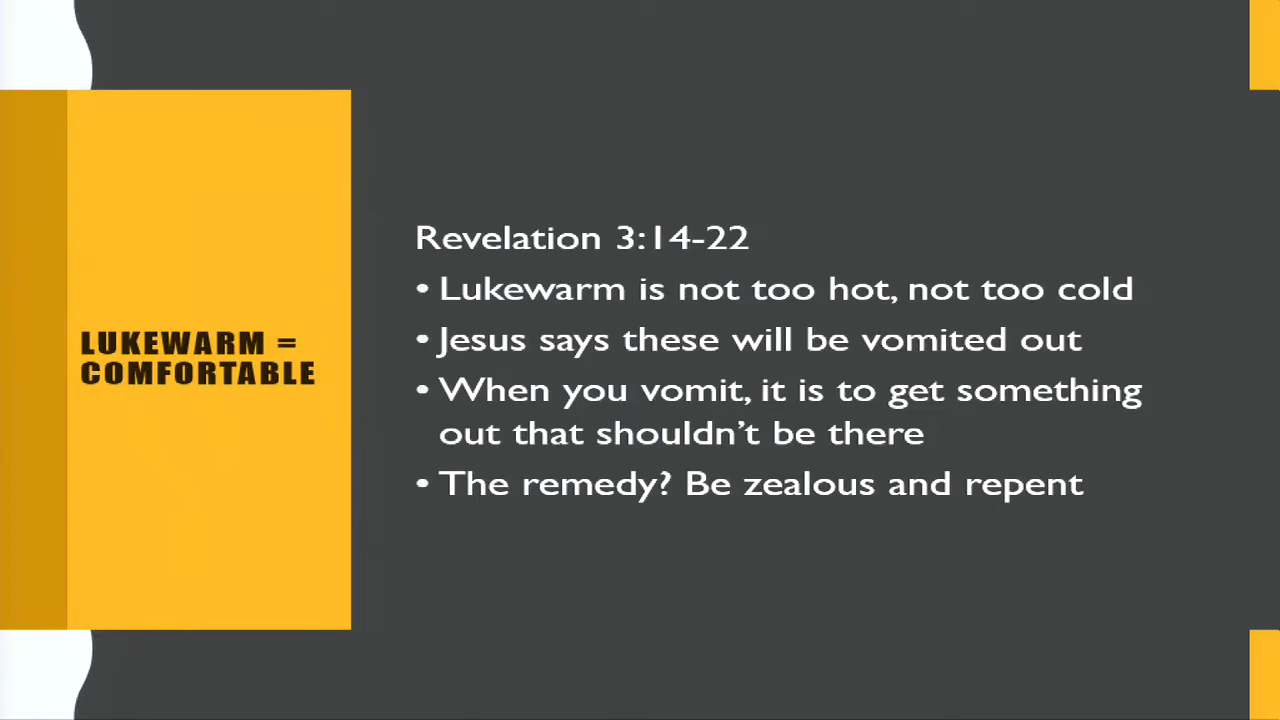 LUKEWARM =
COMFORTABLE
Revelation 3:14-22
• Lukewarm is not too hot, not too cold
• Jesus says these will be vomited out
• When you vomit, it is to get something
out that shouldn’t be there
• The remedy? Be zealous and repent